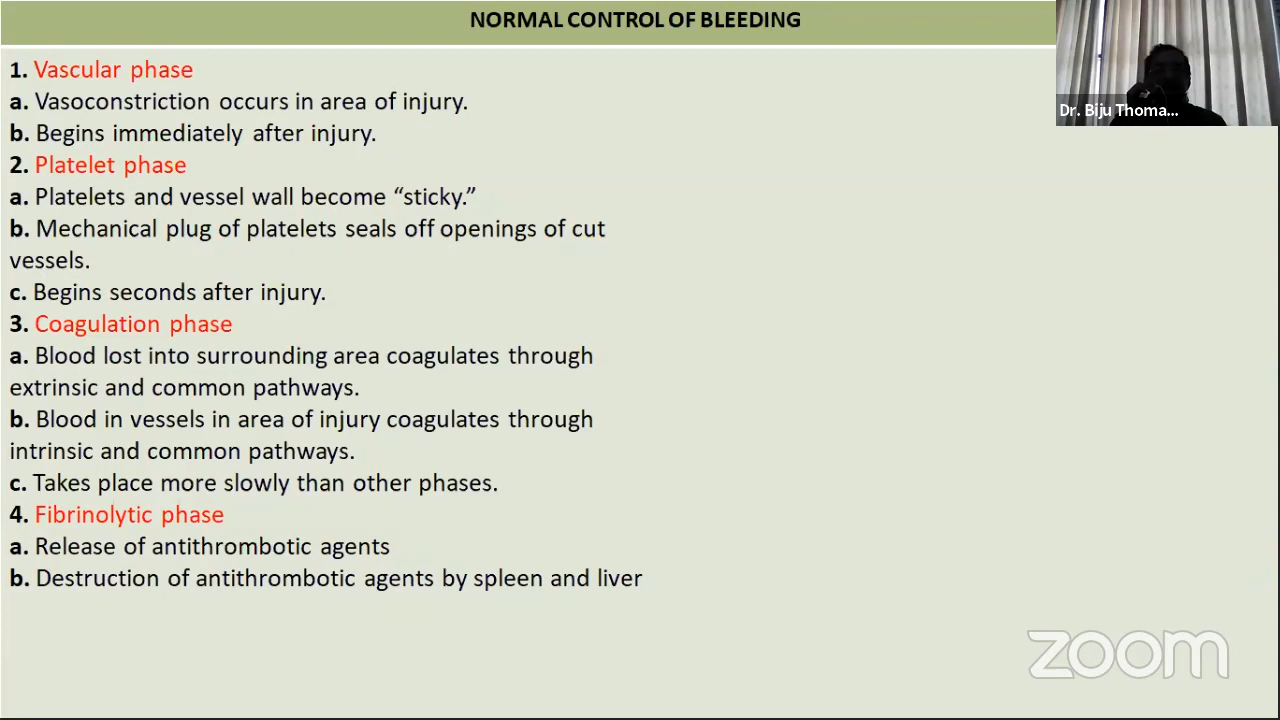 NORMAL CONTROL OF BLEEDING
Dr. Biju Thoma...
1. Vascular phase
a. Vasoconstriction occurs in area of injury.
b. Begins immediately after injury.
2. Platelet phase
a. Platelets and vessel wall become “sticky.”
b. Mechanical plug of platelets seals off openings of cut
vessels.
c. Begins seconds after injury.
3. Coagulation phase
a. Blood lost into surrounding area coagulates through
extrinsic and common pathways.
b. Blood in vessels in area of injury coagulates through
intrinsic and common pathways.
c. Takes place more slowly than other phases.
4. Fibrinolytic phase
a. Release of antithrombotic agents
b. Destruction of antithrombotic agents by spleen and liver
zoom